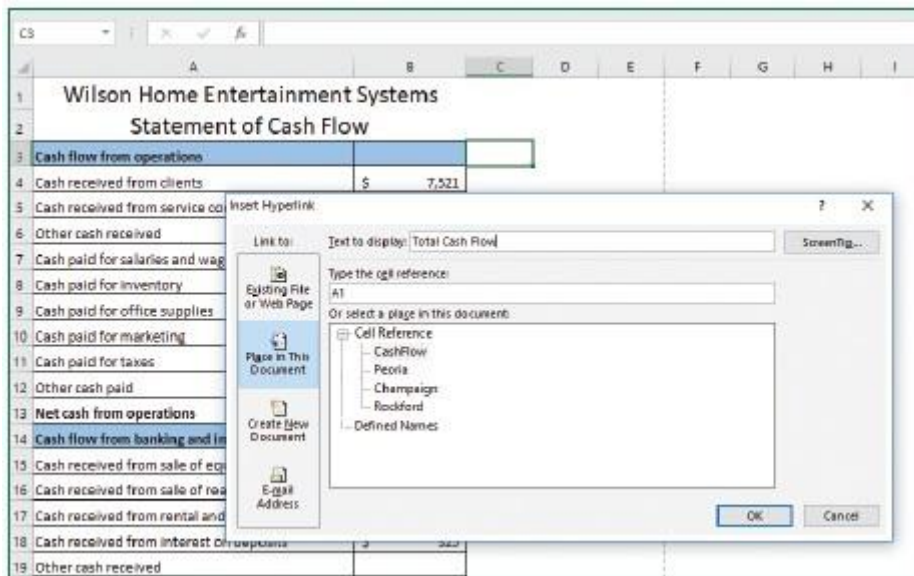 C3
fx
A B C D E F G H I
1 Wilson Home Entertainment Systems
2 Statement of Cash Flow
3 Cash flow from operations
4 Cash received from clients $ 7,521
5 Cash received from service co
6 Other cash received
7 Cash paid for salaries and wag
8 Cash paid for inventory
9 Cash paid for office supplies
10 Cash paid for marketing
11 Cash paid for taxes
12 Other cash paid
13 Net cash from operations
14 Cash flow from banking and in
15 Cash received from sale of equ
16 Cash received from sale of rea
17 Cash received from rental and
18 Cash received from interest on deposits
19 Other cash received
Insert Hyperlink ? X
Link to:
Text to display: Total Cash Flow
ScreenTip...
Existing File
or Web Page
Place in This
Document
Create New
Document
E-mail
Address
Type the cell reference:
A1
Or select a place in this document:
Cell Reference
CashFlow
Peoria
Champaign
Rockford
Defined Names
OK Cancel